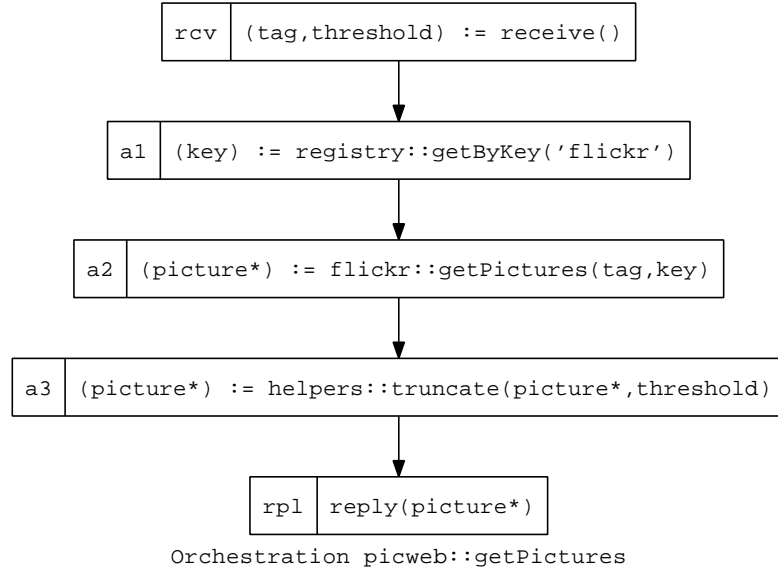 rcv (tag,threshold) := receive()
a1 (key) := registry::getByKey('flickr')
a2 (picture*) := flickr::getPictures(tag,key)
a3 (picture*) := helpers::truncate(picture*,threshold)
rpl reply(picture*)
Orchestration picweb::getPictures